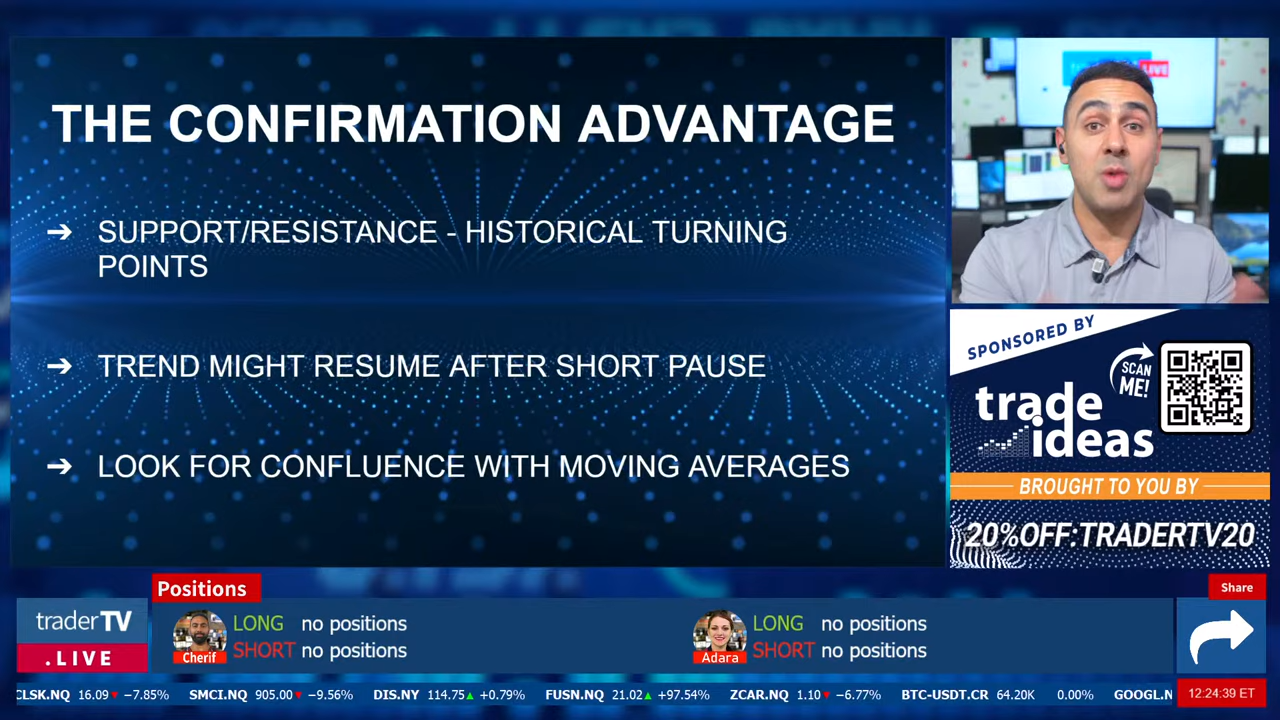 THE CONFIRMATION ADVANTAGE
➔ SUPPORT/RESISTANCE - HISTORICAL TURNING
POINTS
➔ TREND MIGHT RESUME AFTER SHORT PAUSE
➔ LOOK FOR CONFLUENCE WITH MOVING AVERAGES
LIVE
SPONSORED BY
SCAN
ME!
trade
ideas
BROUGHT TO YOU BY
20%OFF:TRADERTV20
Positions
Share
traderTV
.LIVE
Cherif
LONG no positions
SHORT no positions
Adara
LONG no positions
SHORT no positions
CLSK.NQ 16.09▼ -7.85% SMCI.NQ 905.00▼ -9.56% DIS.NY 114.75▲ +0.79% FUSN.NQ 21.02▲ +97.54% ZCAR.NQ 1.10▼ -6.77% BTC-USDT.CR 64.20K 0.00% GOOGL.N
12:24:39 ET